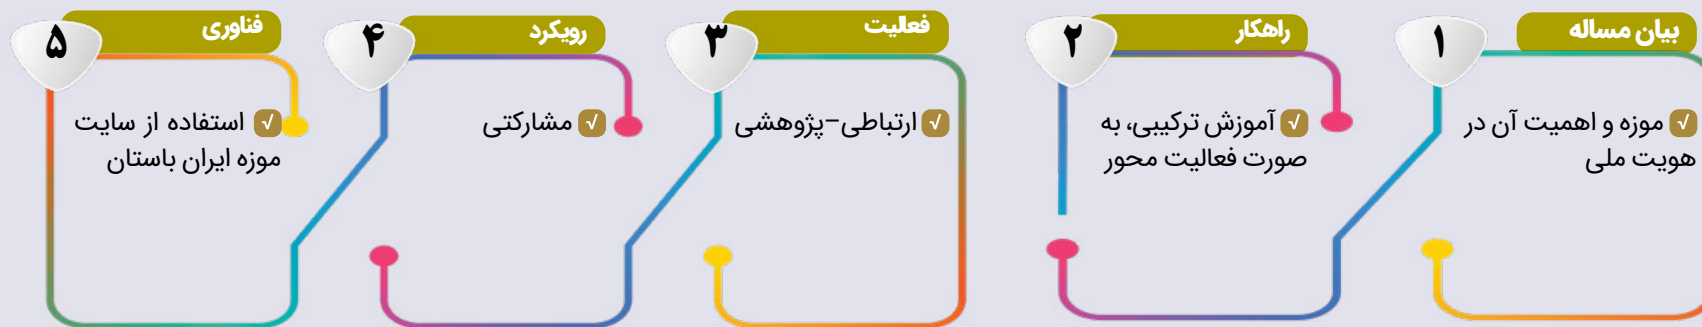 بیان مساله
۱
√ موزه و اهمیت آن در
هویت ملی
راهکار
۲
√ آموزش ترکیبی، به
صورت فعالیت محور
فعالیت
۳
√ ارتباطی-پژوهشی
رویکرد
۴
√ مشارکتی
فناوری
۵
√ استفاده از سایت
موزه ایران باستان